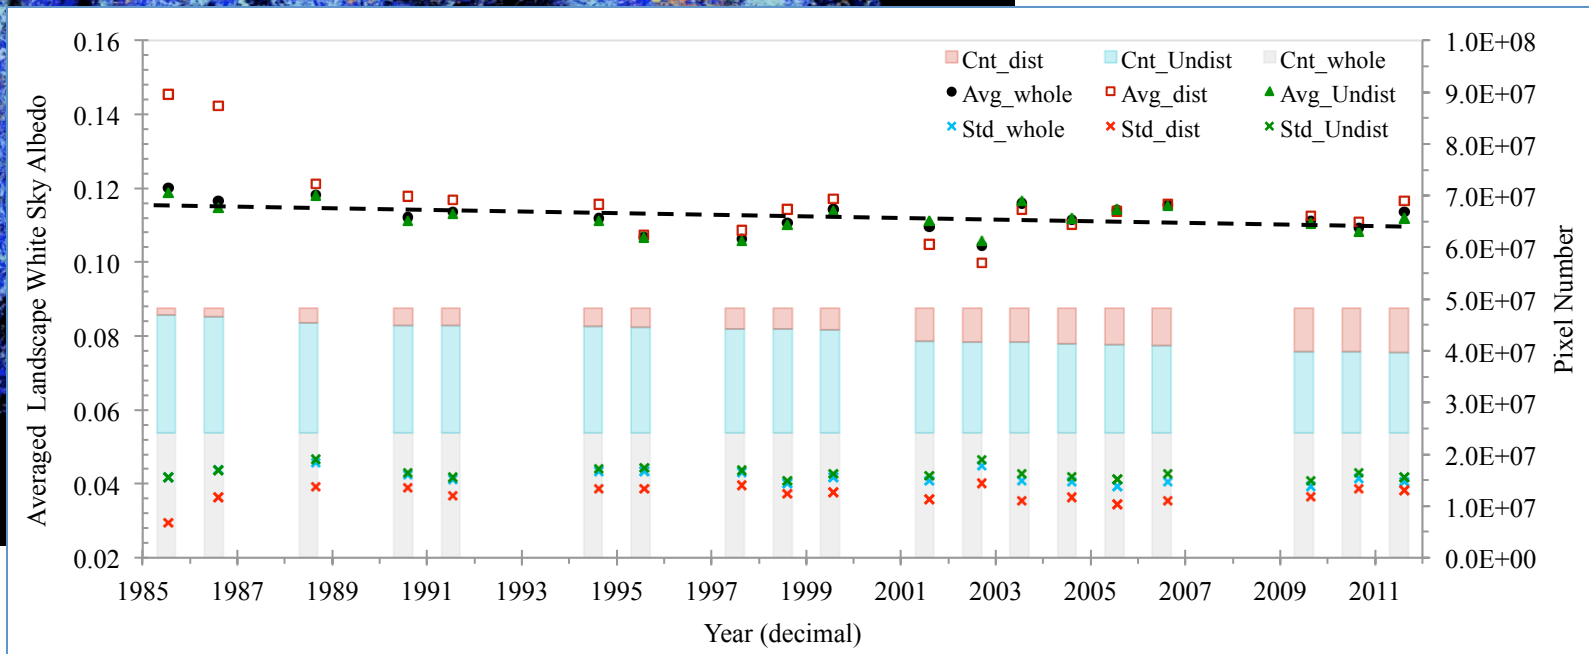 0.16
0.14
0.12
0.10
0.08
0.06
0.04
0.02
Averaged Landscape White Sky Albedo
Cnt_dist Cnt_Undist Cnt_whole
Avg_whole Avg_dist Avg_Undist
Std_whole Std_dist Std_Undist
1.0E+08
9.0E+07
8.0E+07
7.0E+07
6.0E+07
5.0E+07
4.0E+07
3.0E+07
2.0E+07
1.0E+07
0.0E+00
Pixel Number
1985 1987 1989 1991 1993 1995 1997 1999 2001 2003 2005 2007 2009 2011
Year (decimal)